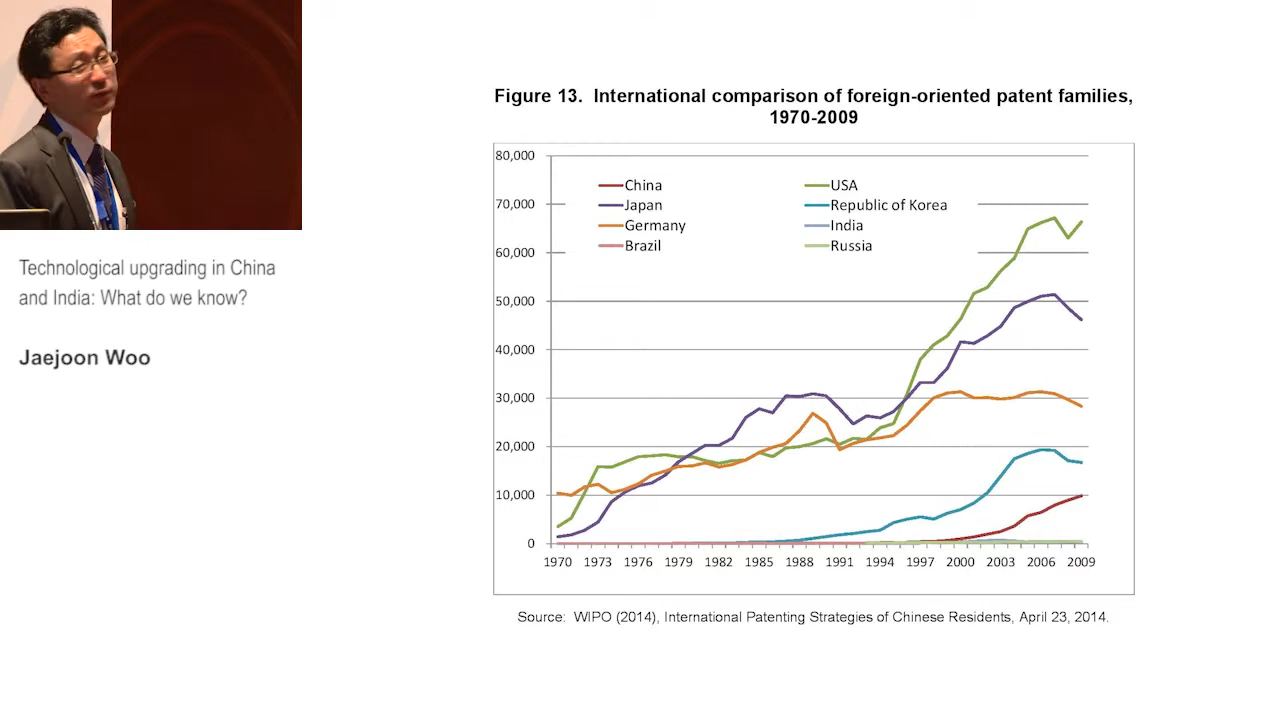 Technological upgrading in China
and India: What do we know?
Jaejoon Woo
Figure 13. International comparison of foreign-oriented patent families,
1970-2009
80,000
70,000
60,000
50,000
40,000
30,000
20,000
10,000
0
China
USA
Japan
Republic of Korea
Germany
India
Brazil
Russia
1970 1973 1976 1979 1982 1985 1988 1991 1994 1997 2000 2003 2006 2009
Source: WIPO (2014), International Patenting Strategies of Chinese Residents, April 23, 2014.